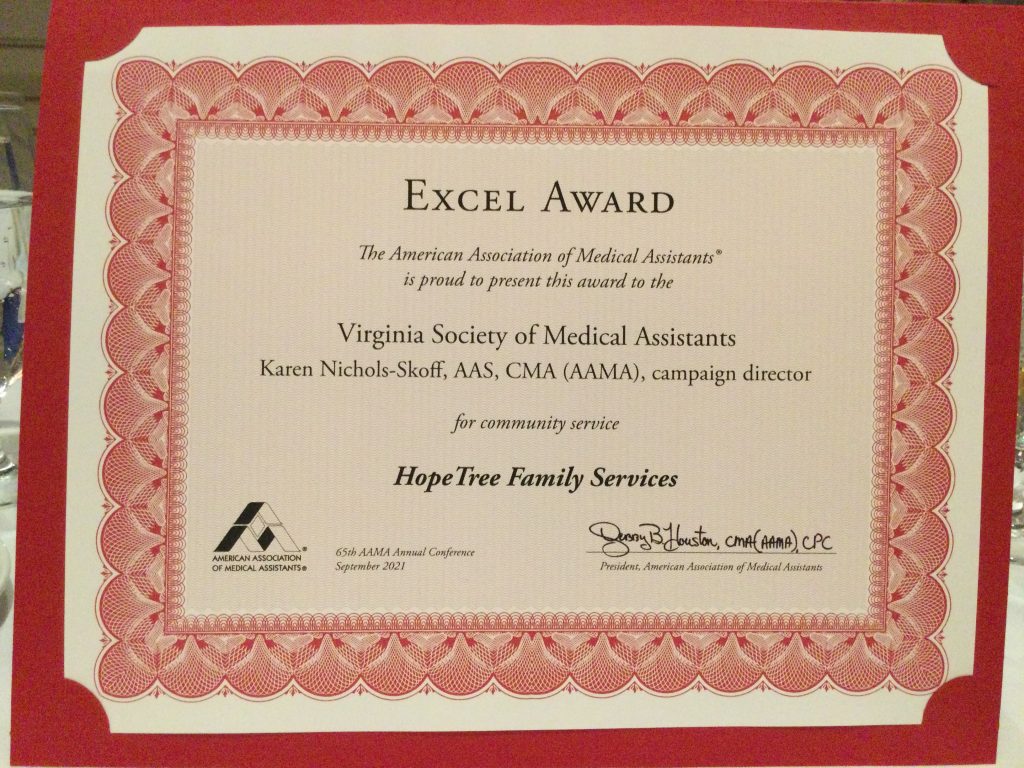 EXCEL AWARD
The American Association of Medical Assistants®
is proud to present this award to the
Virginia Society of Medical Assistants
Karen Nichols-Skoff, AAS, CMA (AAMA), campaign director
for community service
HopeTree Family Services
AMERICAN ASSOCIATION
OF MEDICAL ASSISTANTS®
65th AAMA Annual Conference
September 2021
Debby B. Houston, CMA(AAMA), CPC
President, American Association of Medical Assistants